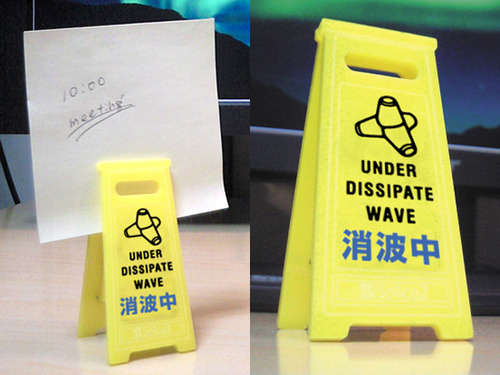 10:00
meeting
UNDER
DISSIPATE
WAVE
消波中
UNDER
DISSIPATE
WAVE
消波中